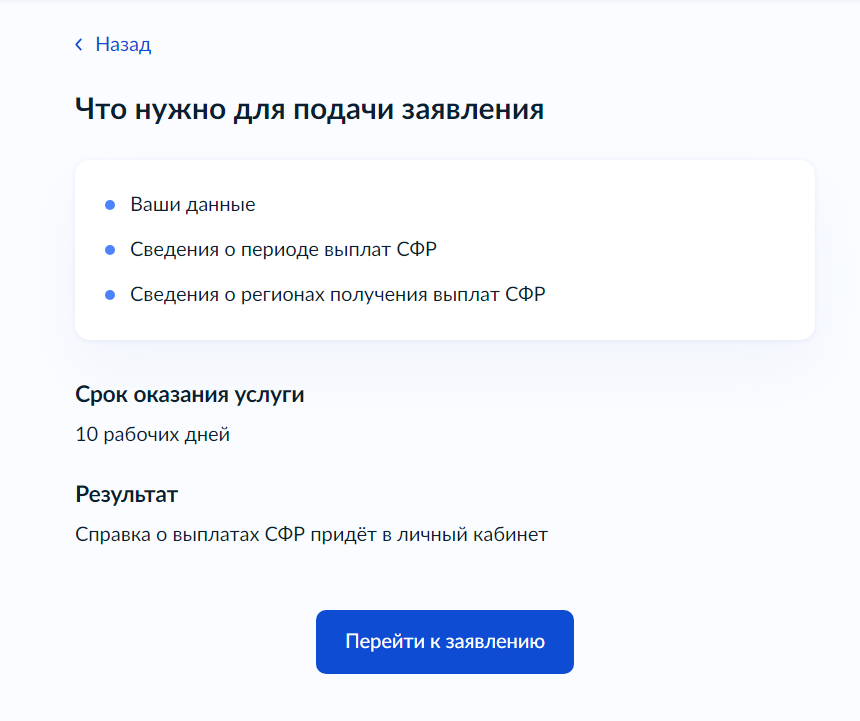 Назад
Что нужно для подачи заявления
Ваши данные
Сведения о периоде выплат СФР
Сведения о регионах получения выплат СФР
Срок оказания услуги
10 рабочих дней
Результат
Справка о выплатах СФР придёт в личный кабинет
Перейти к заявлению